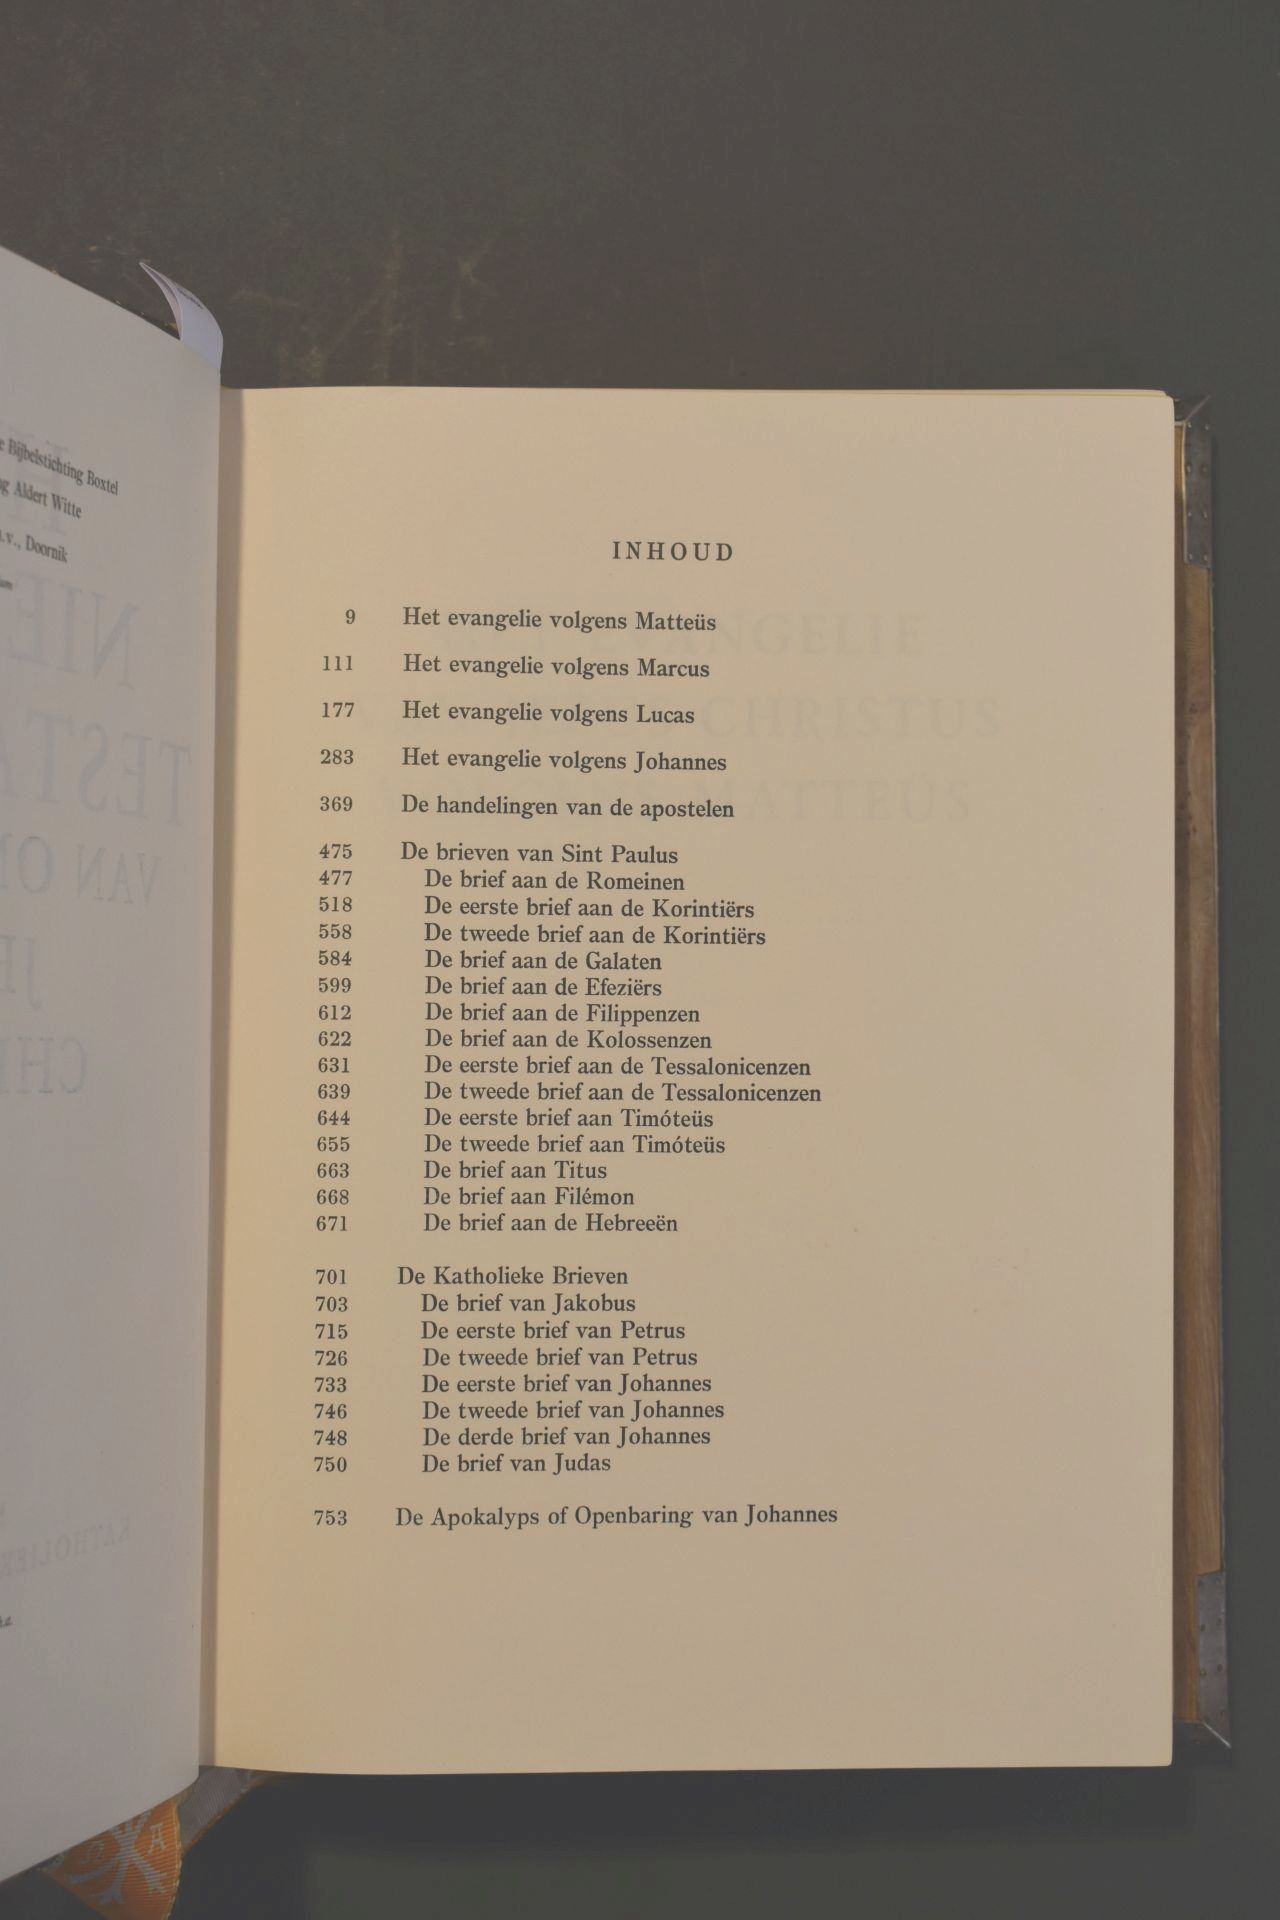 e Bijbelstichting Boxtel
Aldert Witte
Doornik
INHOUD
9 Het evangelie volgens Matteüs
111 Het evangelie volgens Marcus
177 Het evangelie volgens Lucas
283 Het evangelie volgens Johannes
369 De handelingen van de apostelen
475 De brieven van Sint Paulus
477 De brief aan de Romeinen
518 De eerste brief aan de Korintiërs
558 De tweede brief aan de Korintiërs
584 De brief aan de Galaten
599 De brief aan de Efeziërs
612 De brief aan de Filippenzen
622 De brief aan de Kolossenzen
631 De eerste brief aan de Tessalonicenzen
639 De tweede brief aan de Tessalonicenzen
644 De eerste brief aan Timóteüs
655 De tweede brief aan Timóteüs
663 De brief aan Titus
668 De brief aan Filémon
671 De brief aan de Hebreeën
701 De Katholieke Brieven
703 De brief van Jakobus
715 De eerste brief van Petrus
726 De tweede brief van Petrus
733 De eerste brief van Johannes
746 De tweede brief van Johannes
748 De derde brief van Johannes
750 De brief van Judas
753 De Apokalyps of Openbaring van Johannes